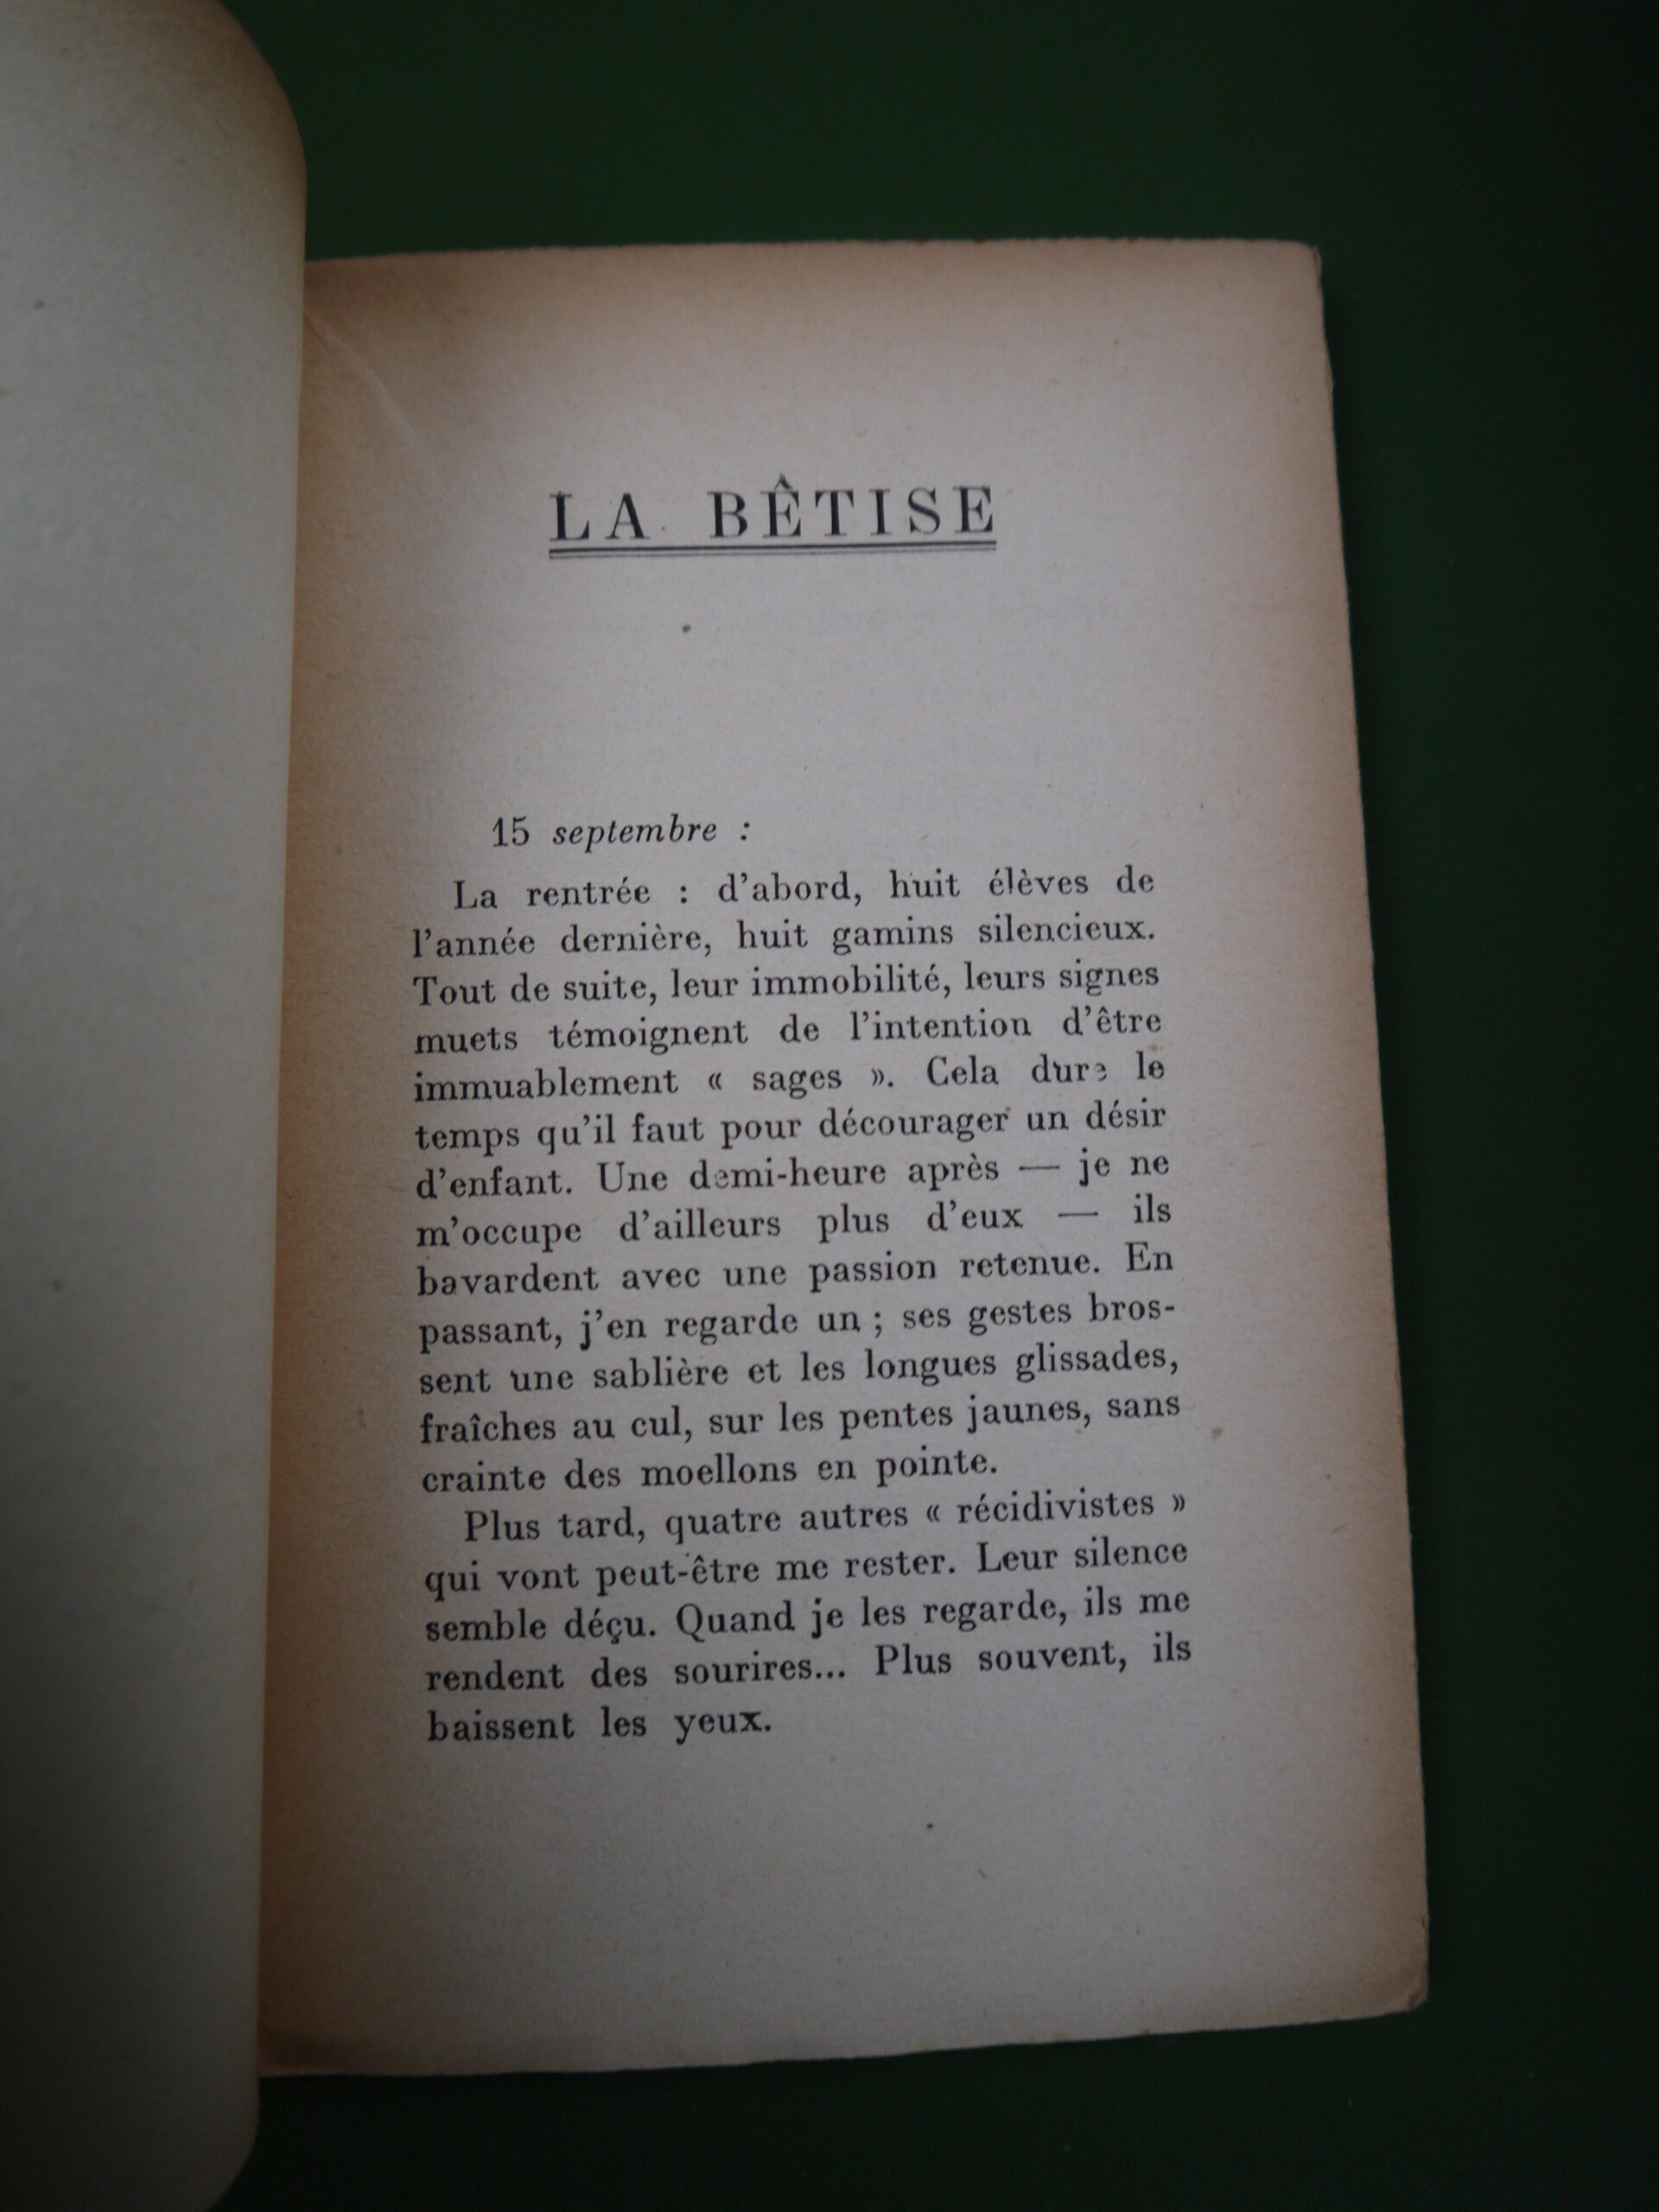 LA BÊTISE
15 septembre :
La rentrée : d'abord, huit élèves de
l'année dernière, huit gamins silencieux.
Tout de suite, leur immobilité, leurs signes
muets témoignent de l'intention d'être
immuablement « sages ». Cela dure le
temps qu'il faut pour décourager un désir
d'enfant. Une demi-heure après — je ne
m'occupe d'ailleurs plus d'eux — ils
bavardent avec une passion retenue. En
passant, j'en regarde un ; ses gestes bros-
sent une sablière et les longues glissades,
fraîches au cul, sur les pentes jaunes, sans
crainte des moellons en pointe.
Plus tard, quatre autres « récidivistes »
qui vont peut-être me rester. Leur silence
semble déçu. Quand je les regarde, ils me
rendent des sourires... Plus souvent, ils
baissent les yeux.